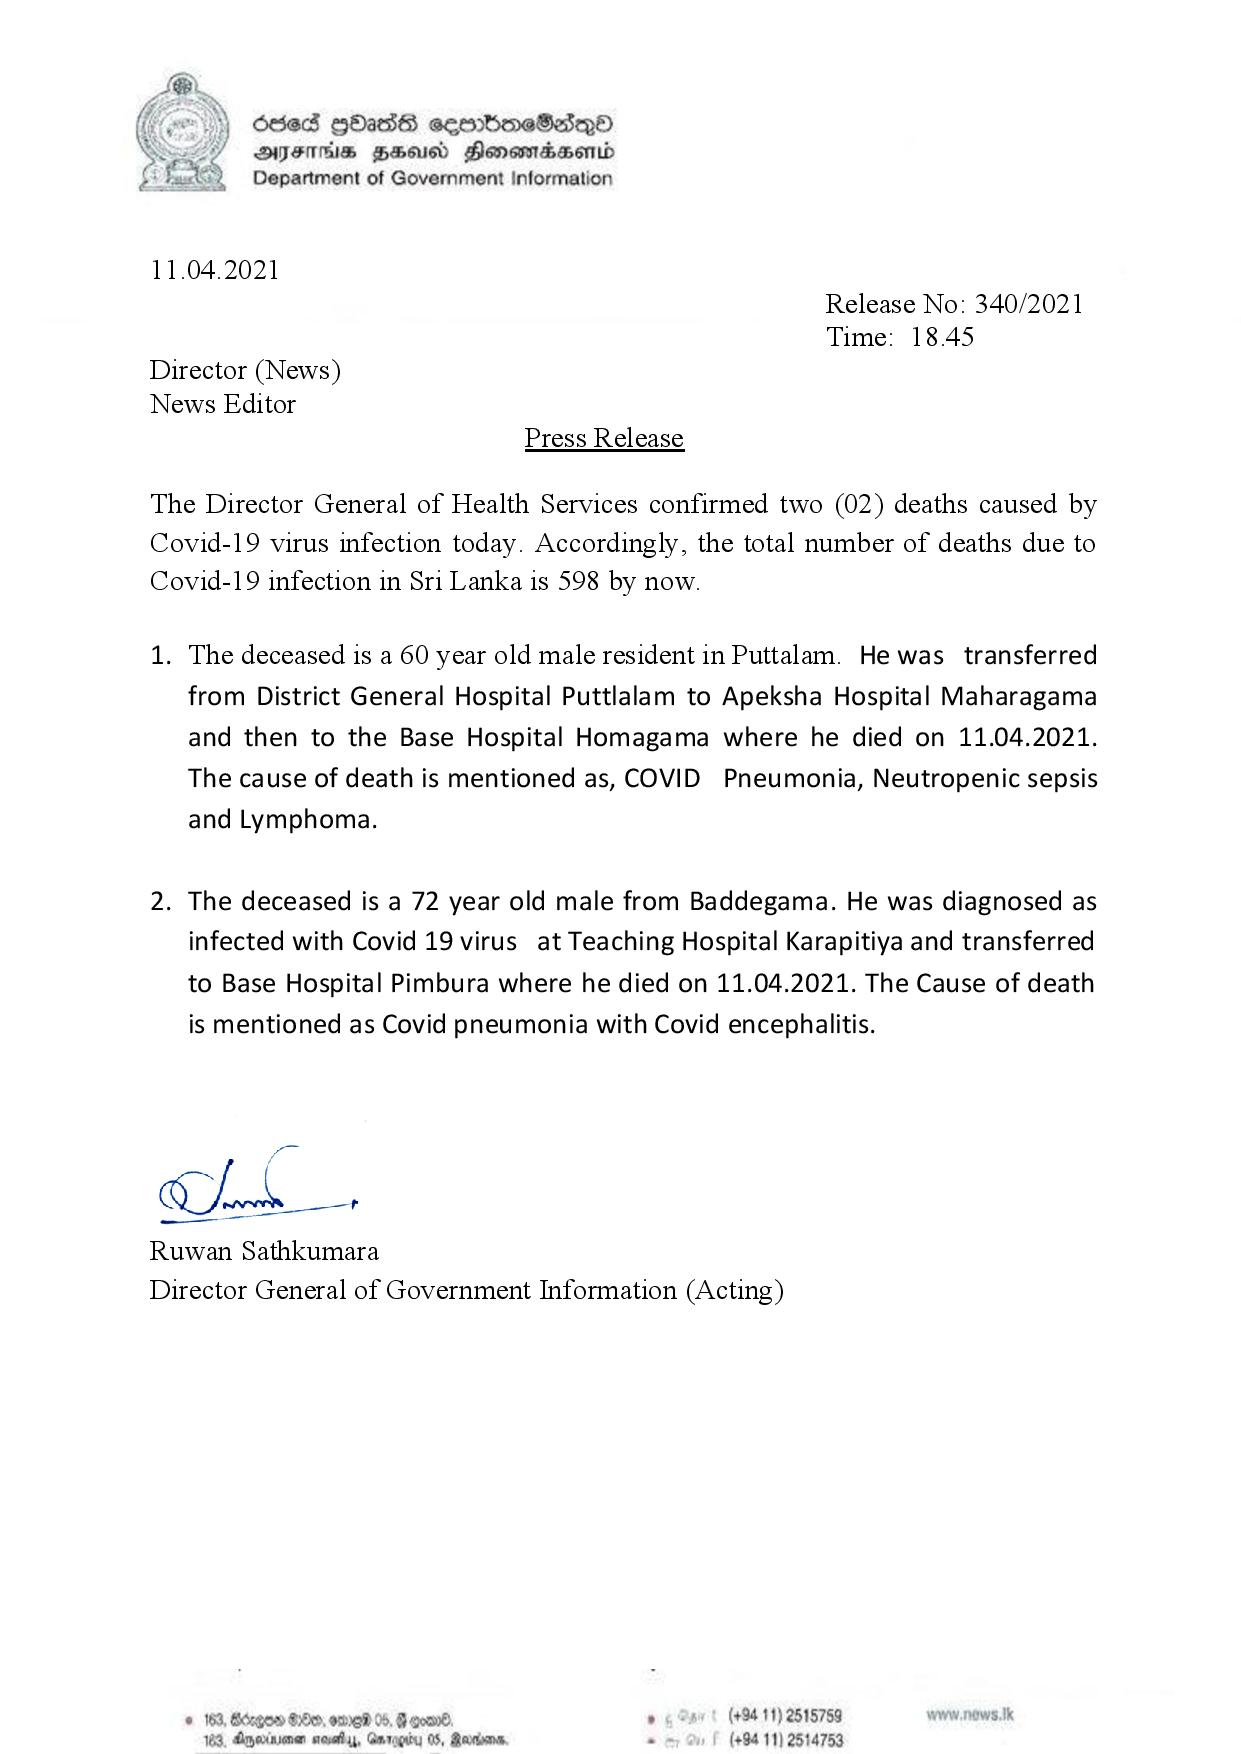 රජයේ ප්‍රවෘත්ති දෙපාර්තමේන්තුව
அரசாங்க தகவல் திணைக்களம்
Department of Government Information
11.04.2021
Release No: 340/2021
Time: 18.45
Director (News)
News Editor
Press Release
The Director General of Health Services confirmed two (02) deaths caused by
Covid-19 virus infection today. Accordingly, the total number of deaths due to
Covid-19 infection in Sri Lanka is 598 by now.
1. The deceased is a 60 year old male resident in Puttalam. He was transferred
from District General Hospital Puttlalam to Apeksha Hospital Maharagama
and then to the Base Hospital Homagama where he died on 11.04.2021.
The cause of death is mentioned as, COVID Pneumonia, Neutropenic sepsis
and Lymphoma.
2. The deceased is a 72 year old male from Baddegama. He was diagnosed as
infected with Covid 19 virus at Teaching Hospital Karapitiya and transferred
to Base Hospital Pimbura where he died on 11.04.2021. The Cause of death
is mentioned as Covid pneumonia with Covid encephalitis.
Ruwan Sathkumara
Director General of Government Information (Acting)
163, කිරුලපන මාවත, කොළඹ 05, ශ්‍රී ලංකාව.
163, கிருலப்பனை எவனியூ, கொழும்பு 05, இலங்கை.
(+94 11) 2515759
(+94 11) 2514753
www.news.lk